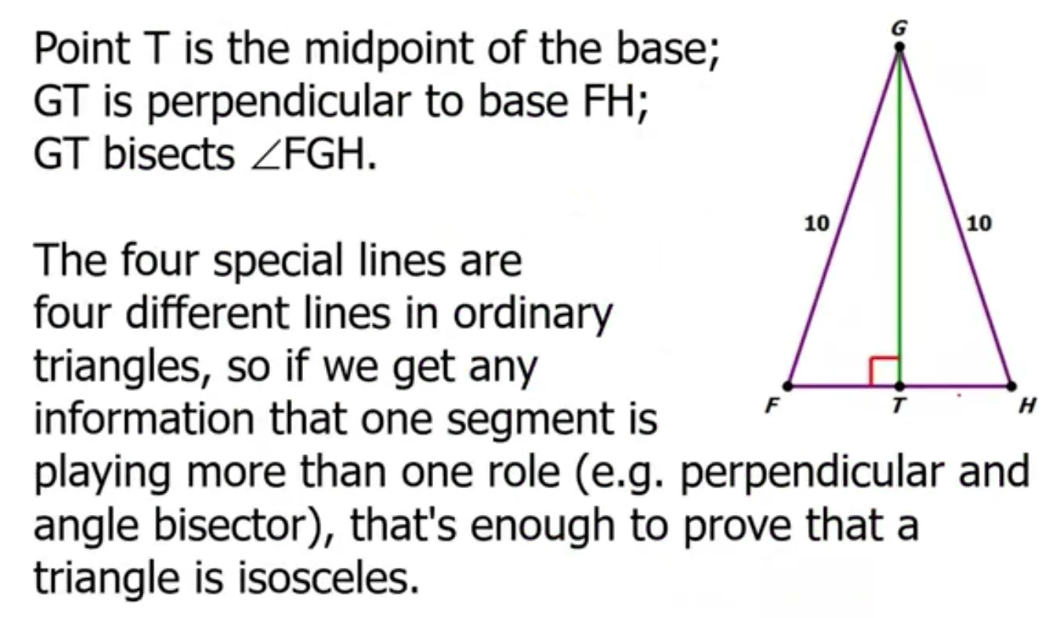 Point T is the midpoint of the base;
GT is perpendicular to base FH;
GT bisects ∠FGH.
The four special lines are
four different lines in ordinary
triangles, so if we get any
information that one segment is
playing more than one role (e.g. perpendicular and
angle bisector), that's enough to prove that a
triangle is isosceles.
G
10 10
F T H